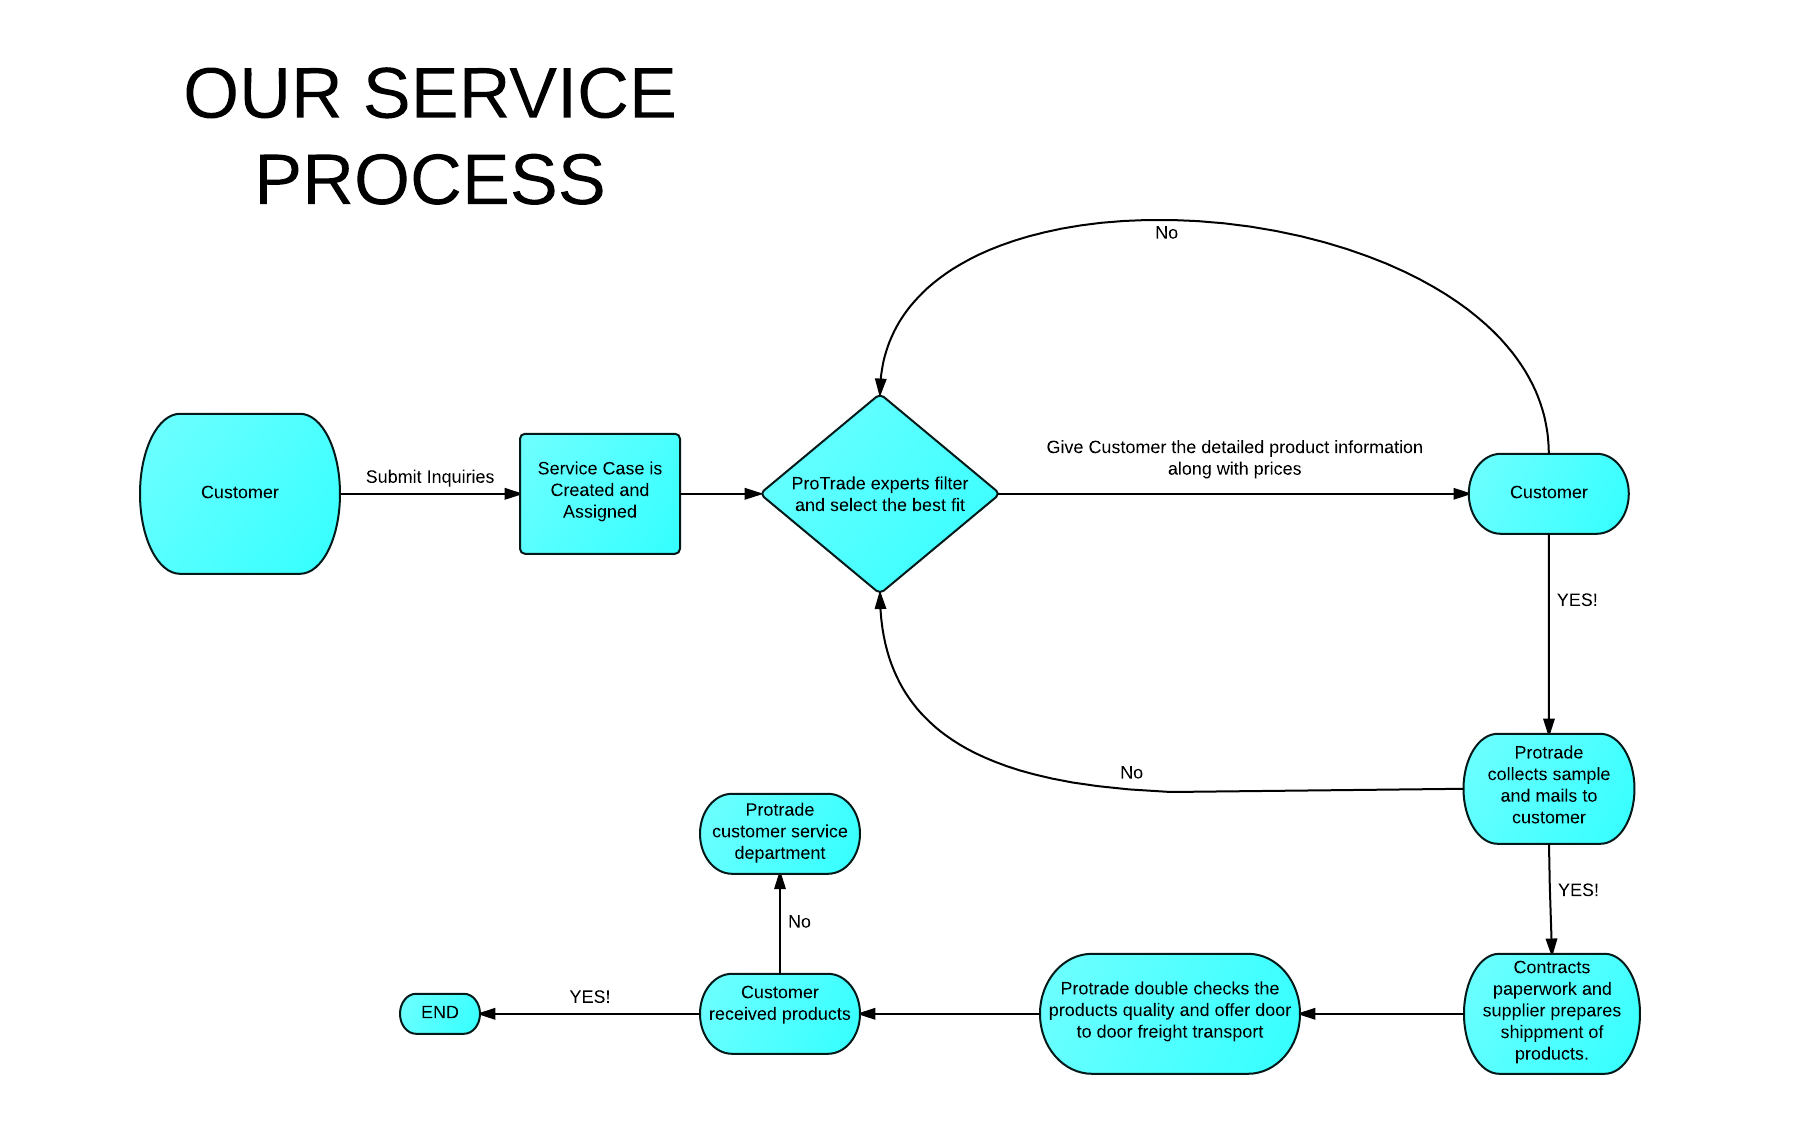 OUR SERVICE
PROCESS
No
Customer
Submit Inquiries
Service Case is
Created and
Assigned
ProTrade experts filter
and select the best fit
Give Customer the detailed product information
along with prices
Customer
YES!
Protrade
collects sample
and mails to
customer
No
YES!
Contracts
paperwork and
supplier prepares
shippment of
products.
Protrade double checks the
products quality and offer door
to door freight transport
Customer
received products
No
Protrade
customer service
department
YES!
END